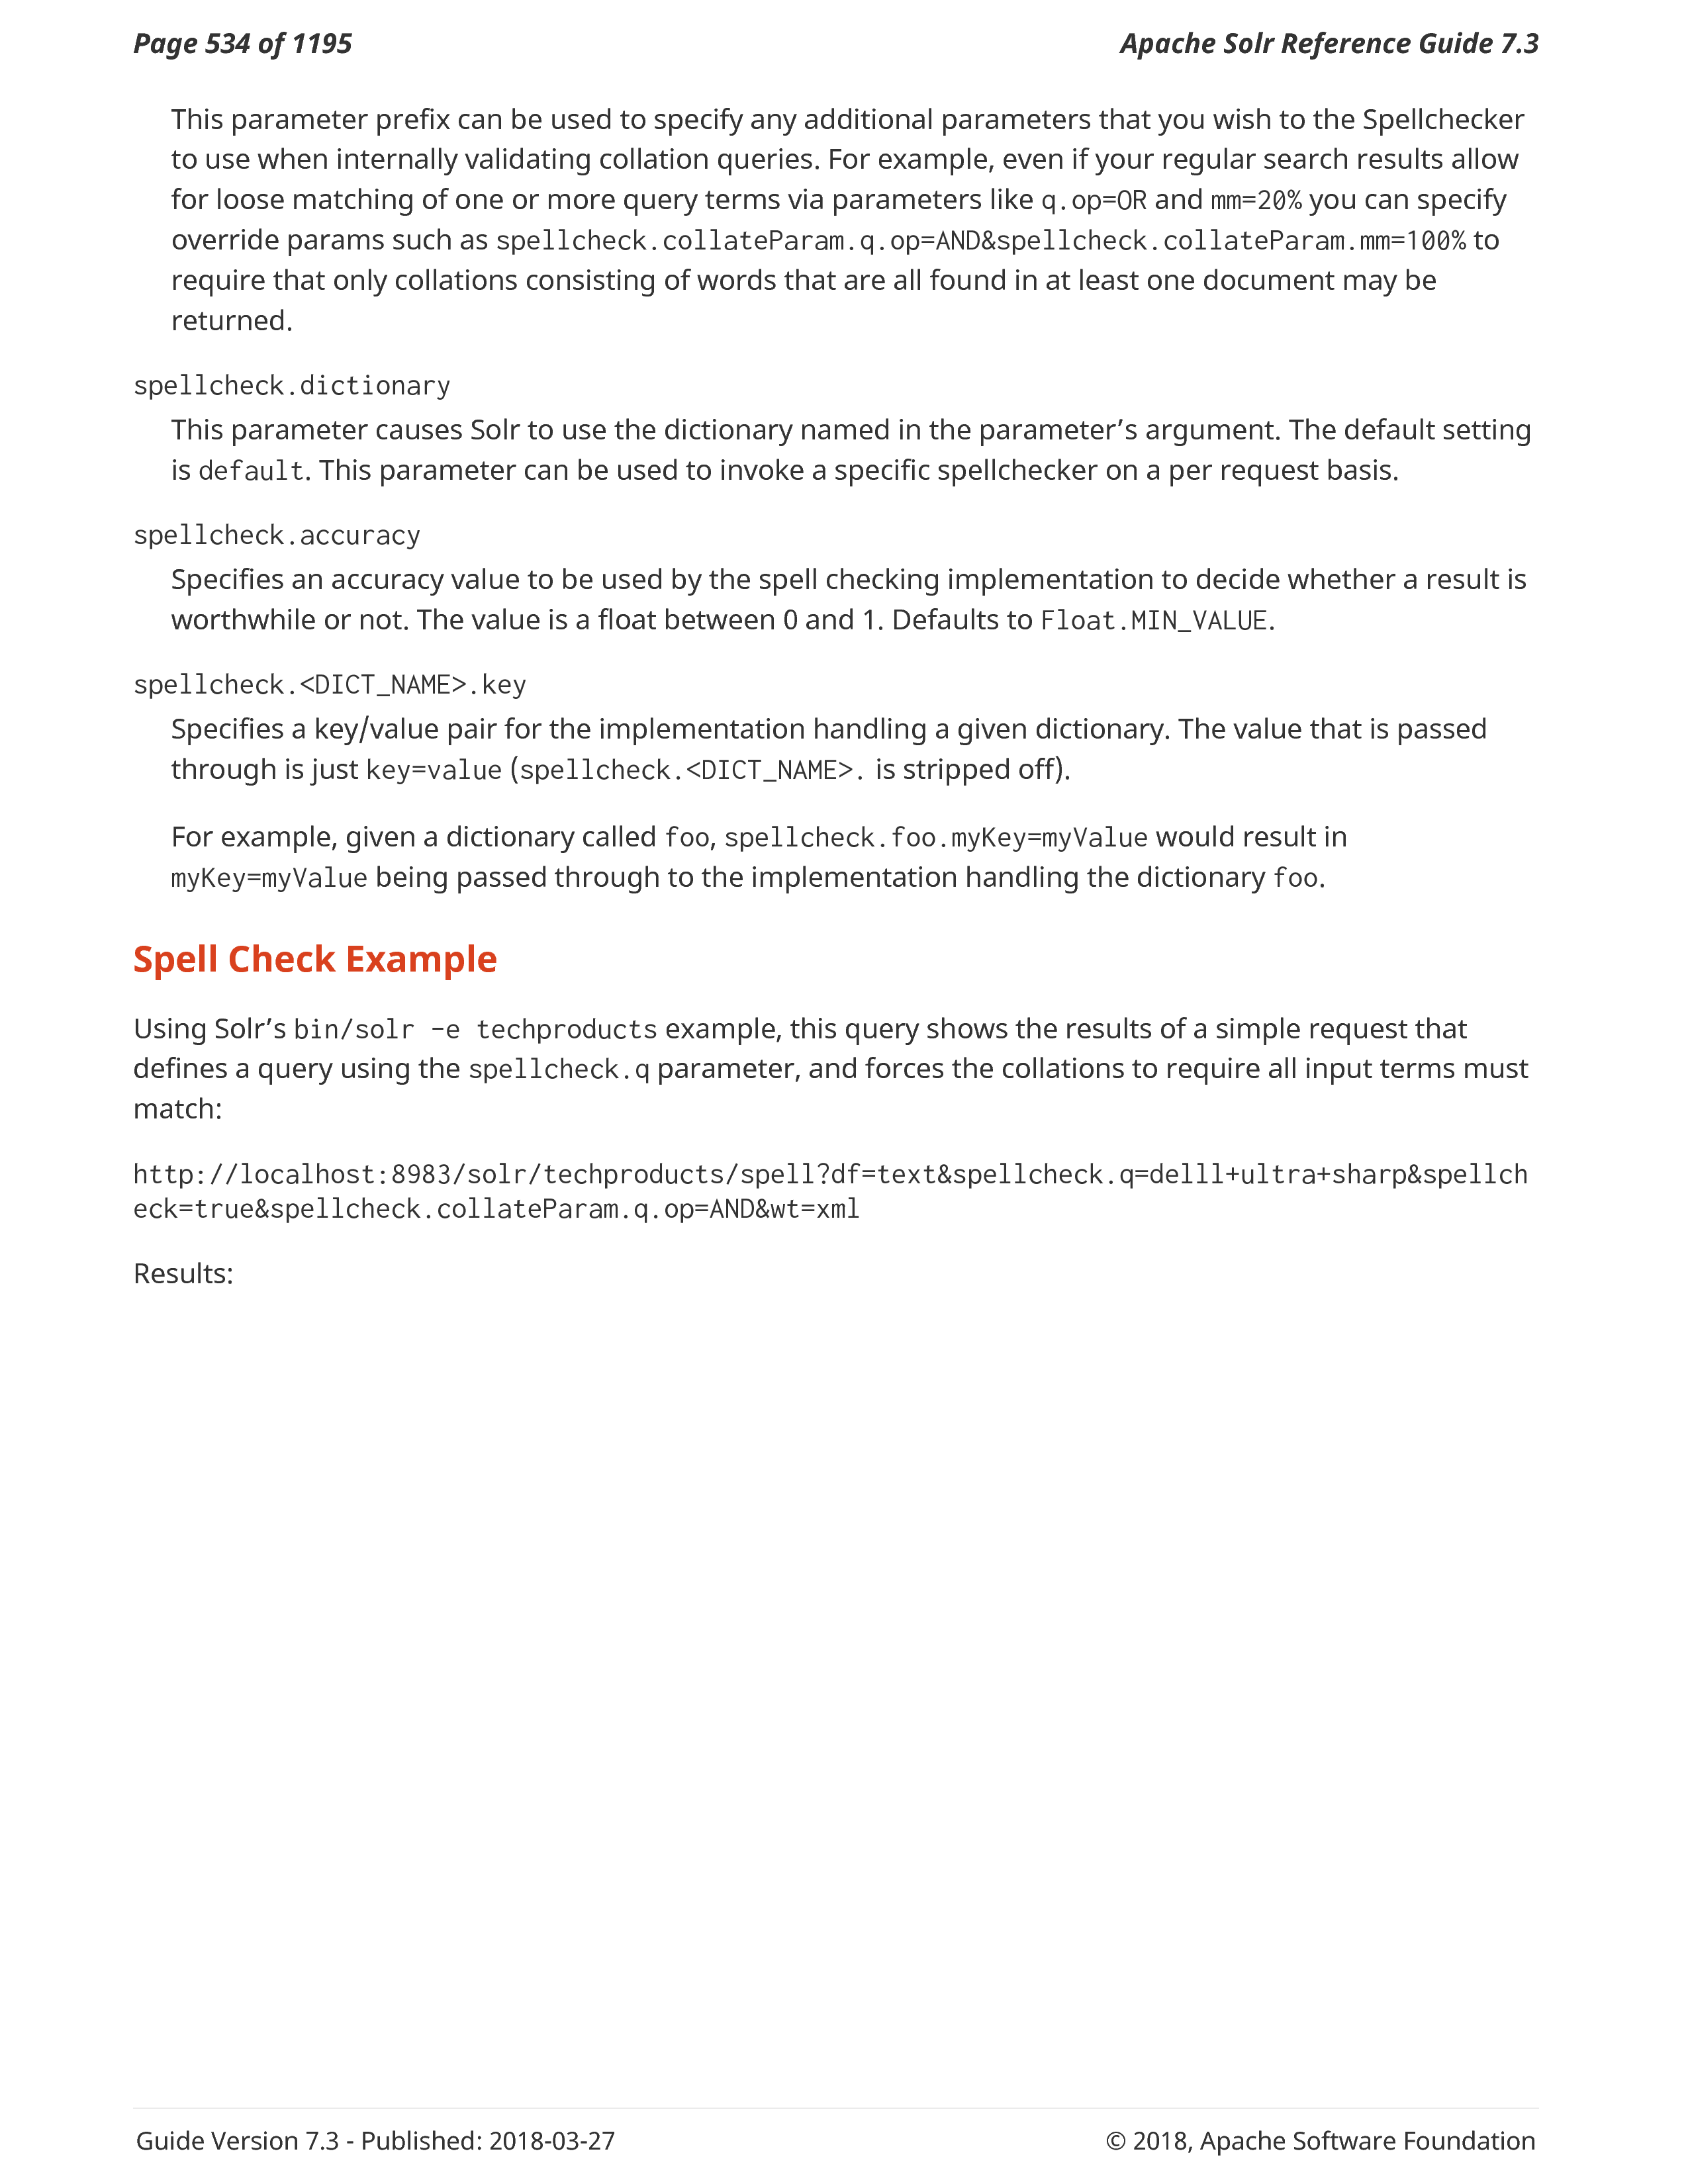 Page 534 of 1195
Apache Solr Reference Guide 7.3
This parameter prefix can be used to specify any additional parameters that you wish to the Spellchecker
to use when internally validating collation queries. For example, even if your regular search results allow
for loose matching of one or more query terms via parameters like q.op=OR and mm=20% you can specify
override params such as spellcheck.collateParam.q.op=AND&spellcheck.collateParam.mm=100% to
require that only collations consisting of words that are all found in at least one document may be
returned.
spellcheck.dictionary
This parameter causes Solr to use the dictionary named in the parameter’s argument. The default setting
is default. This parameter can be used to invoke a specific spellchecker on a per request basis.
spellcheck.accuracy
Specifies an accuracy value to be used by the spell checking implementation to decide whether a result is
worthwhile or not. The value is a float between 0 and 1. Defaults to Float.MIN_VALUE.
spellcheck.<DICT_NAME>.key
Specifies a key/value pair for the implementation handling a given dictionary. The value that is passed
through is just key=value (spellcheck.<DICT_NAME>. is stripped off).
For example, given a dictionary called foo, spellcheck.foo.myKey=myValue would result in
myKey=myValue being passed through to the implementation handling the dictionary foo.
Spell Check Example
Using Solr’s bin/solr -e techproducts example, this query shows the results of a simple request that
defines a query using the spellcheck.q parameter, and forces the collations to require all input terms must
match:
http://localhost:8983/solr/techproducts/spell?df=text&spellcheck.q=delll+ultra+sharp&spellch
eck=true&spellcheck.collateParam.q.op=AND&wt=xml
Results:
Guide Version 7.3 - Published: 2018-03-27
© 2018, Apache Software Foundation